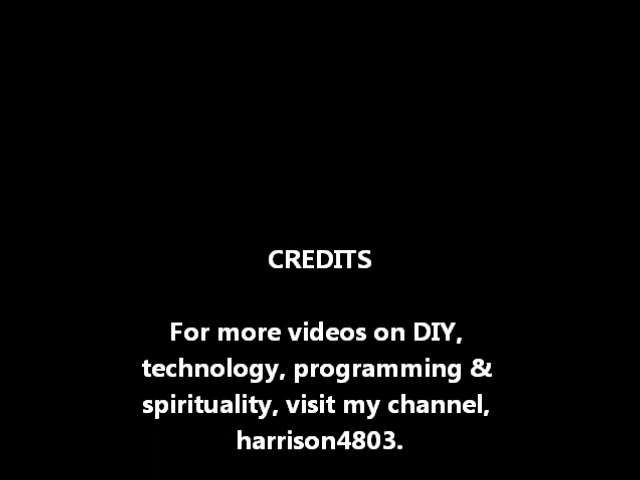 CREDITS
For more videos on DIY,
technology, programming &
spirituality, visit my channel,
harrison4803.